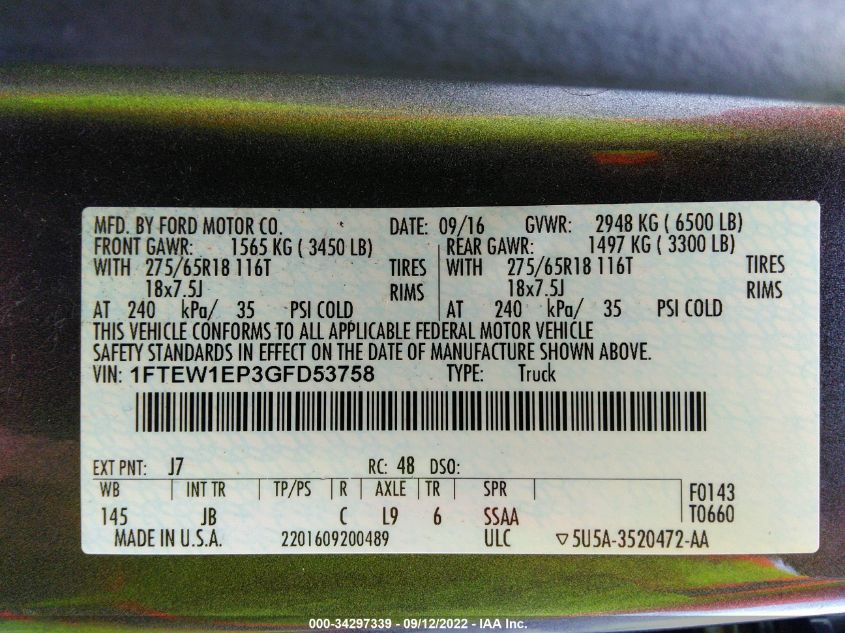 MFD. BY FORD MOTOR CO. DATE: 09/16 GVWR: 2948 KG ( 6500 LB)
FRONT GAWR: 1565 KG ( 3450 LB) REAR GAWR: 1497 KG ( 3300 LB)
WITH 275/65R18 116T TIRES WITH 275/65R18 116T TIRES
18x7.5J RIMS 18x7.5J RIMS
AT 240 kPa/ 35 PSI COLD AT 240 kPa/ 35 PSI COLD
THIS VEHICLE CONFORMS TO ALL APPLICABLE FEDERAL MOTOR VEHICLE
SAFETY STANDARDS IN EFFECT ON THE DATE OF MANUFACTURE SHOWN ABOVE.
VIN: 1FTEW1EP3GFD53758 TYPE: Truck
EXT PNT: J7 RC: 48 DSO:
WB INT TR TP/PS R AXLE TR SPR F0143
145 JB C L9 6 SSAA T0660
MADE IN U.S.A. 2201609200489 ULC ▽5U5A-3520472-AA
000-34297339 - 09/12/2022 - IAA Inc.